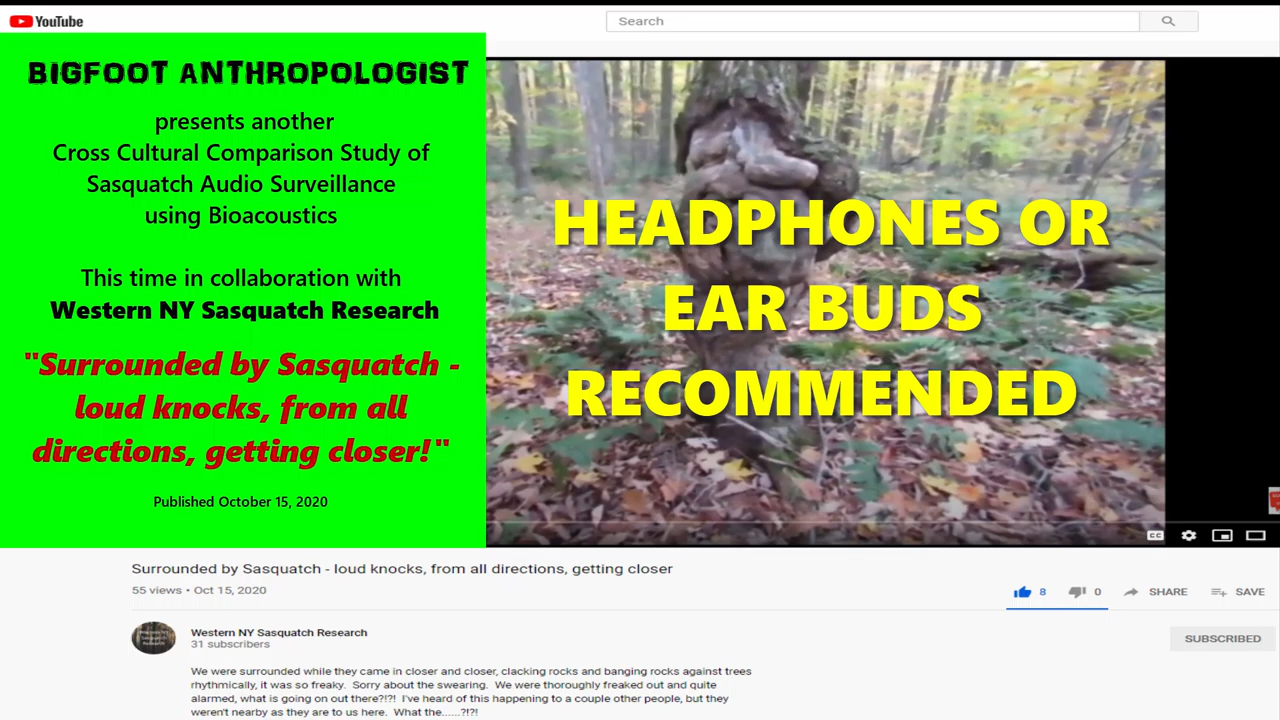 YouTube
Search
BIGFOOT ANTHROPOLOGIST
presents another
Cross Cultural Comparison Study of
Sasquatch Audio Surveillance
using Bioacoustics
This time in collaboration with
Western NY Sasquatch Research
"Surrounded by Sasquatch -
loud knocks, from all
directions, getting closer!"
Published October 15, 2020
HEADPHONES OR
EAR BUDS
RECOMMENDED
CC
Surrounded by Sasquatch - loud knocks, from all directions, getting closer
55 views • Oct 15, 2020
8 0 SHARE SAVE
Western NY Sasquatch Research
31 subscribers
SUBSCRIBED
We were surrounded while they came in closer and closer, clacking rocks and banging rocks against trees
rhythmically, it was so freaky. Sorry about the swearing. We were thoroughly freaked out and quite
alarmed, what is going on out there?!?! I've heard of this happening to a couple other people, but they
weren't nearby as they are to us here. What the......?!?!